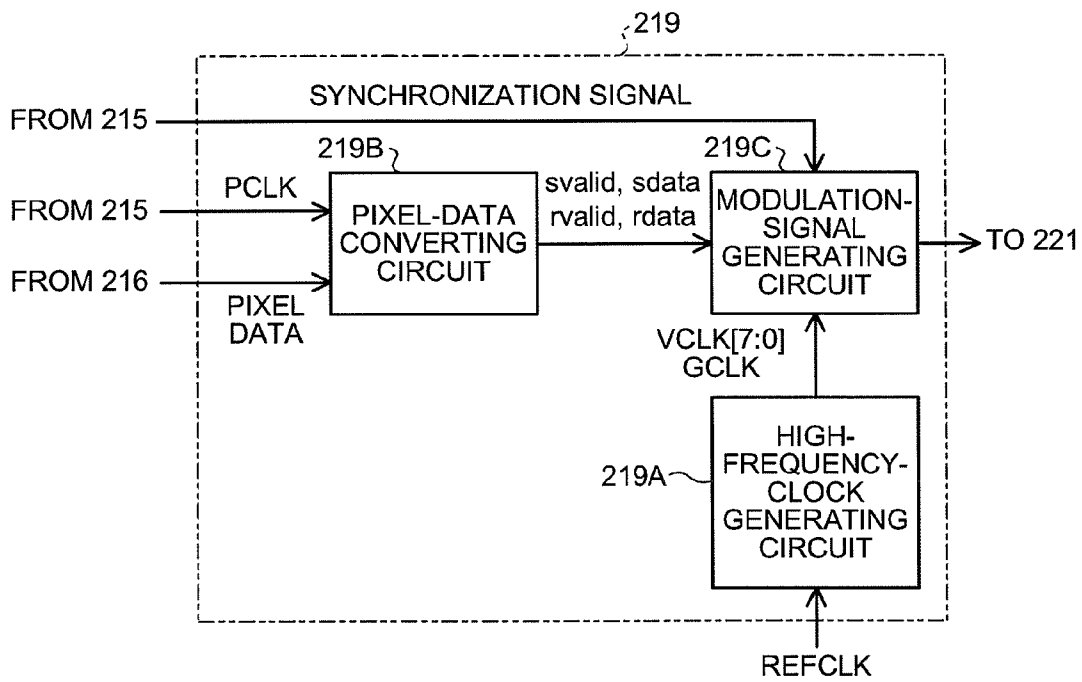 219
SYNCHRONIZATION SIGNAL
FROM 215
219B
219C
PCLK
svalid, sdata
rvalid, rdata
FROM 215
PIXEL-DATA
CONVERTING
CIRCUIT
MODULATION-
SIGNAL
GENERATING
CIRCUIT
TO 221
FROM 216
PIXEL
DATA
VCLK[7:0]
GCLK
219A
HIGH-
FREQUENCY-
CLOCK
GENERATING
CIRCUIT
REFCLK